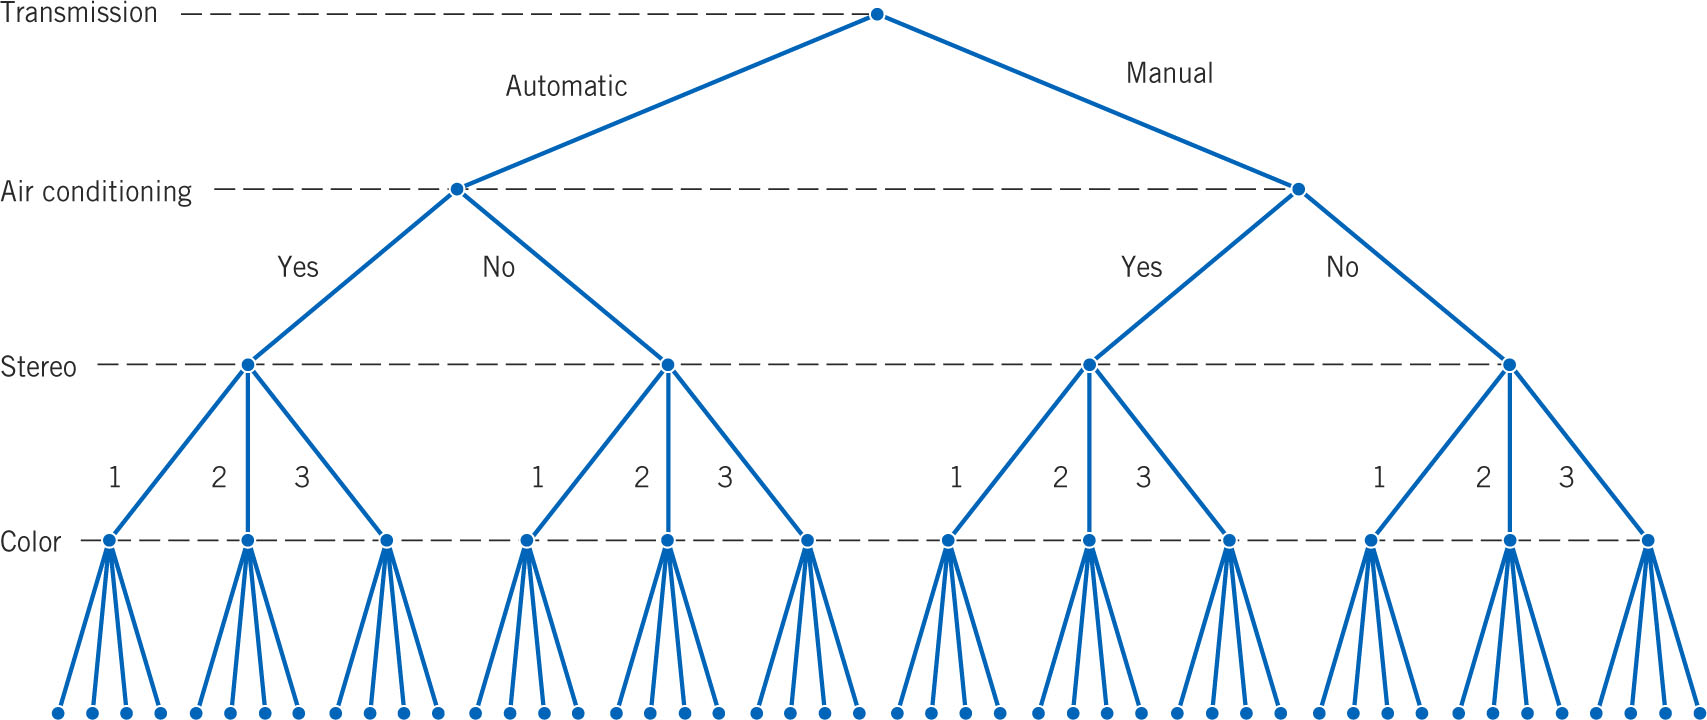 Transmission
Automatic
Manual
Air conditioning
Yes
No
Yes
No
Stereo
1 2 3 1 2 3 1 2 3 1 2 3
Color